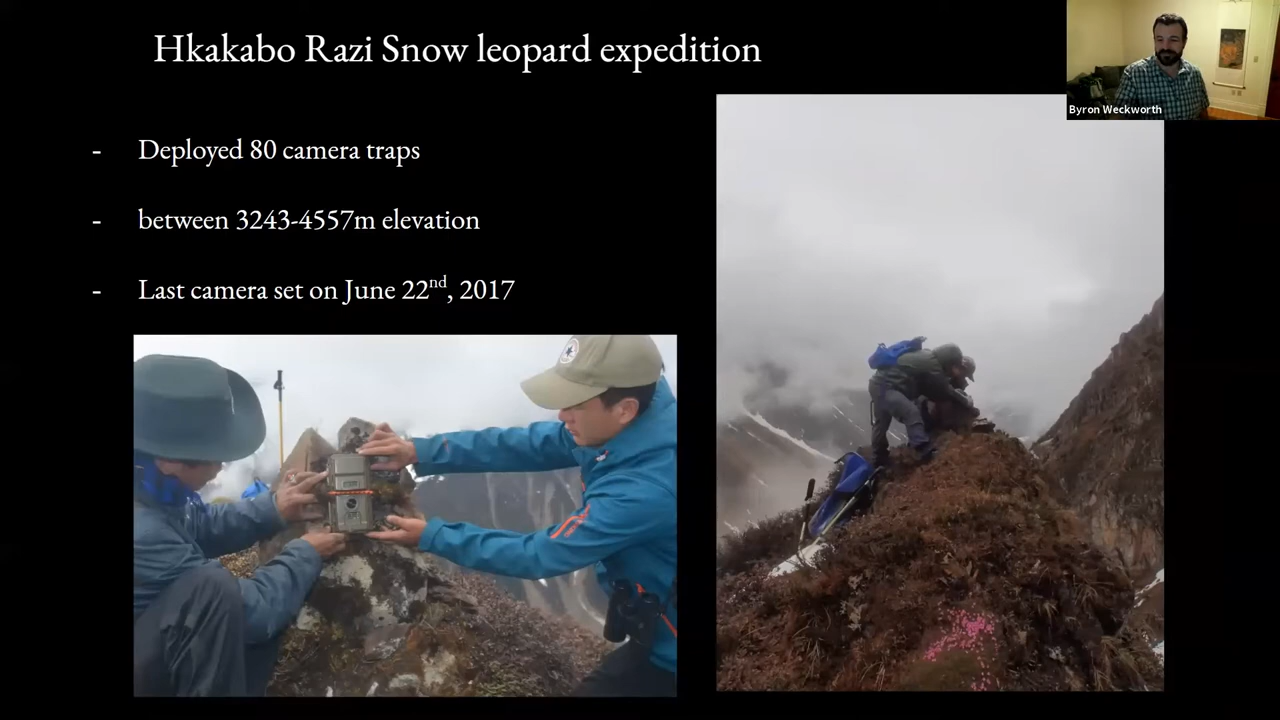 Hkakabo Razi Snow leopard expedition
Byron Weckworth
- Deployed 80 camera traps
- between 3243-4557m elevation
- Last camera set on June 22nd, 2017